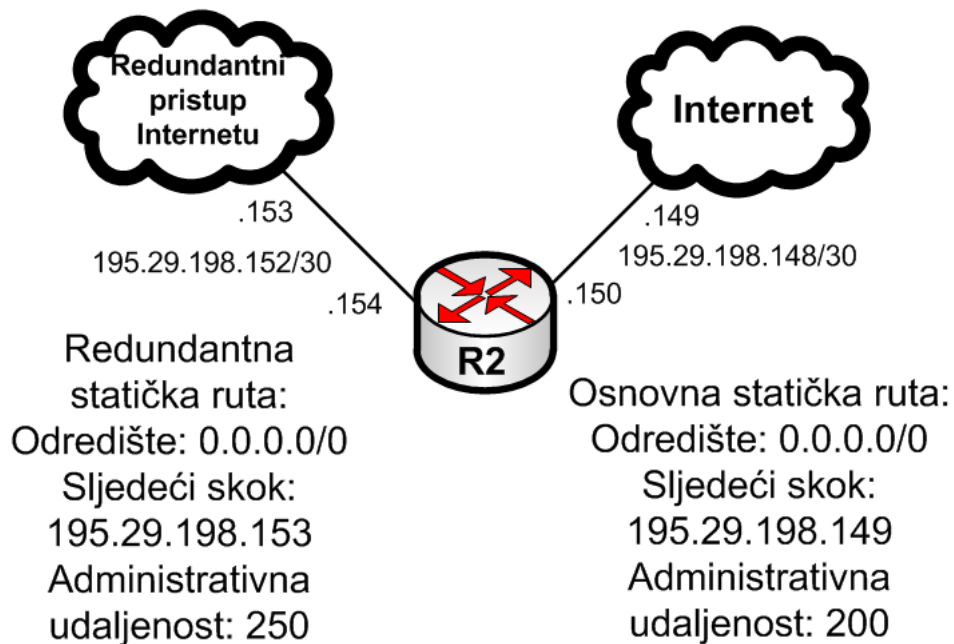 Redundantni
pristup
Internetu
Internet
.153
.149
195.29.198.152/30
195.29.198.148/30
.154
.150
R2
Redundantna
statička ruta:
Odredište: 0.0.0.0/0
Sljedeći skok:
195.29.198.153
Administrativna
udaljenost: 250
Osnovna statička ruta:
Odredište: 0.0.0.0/0
Sljedeći skok:
195.29.198.149
Administrativna
udaljenost: 200